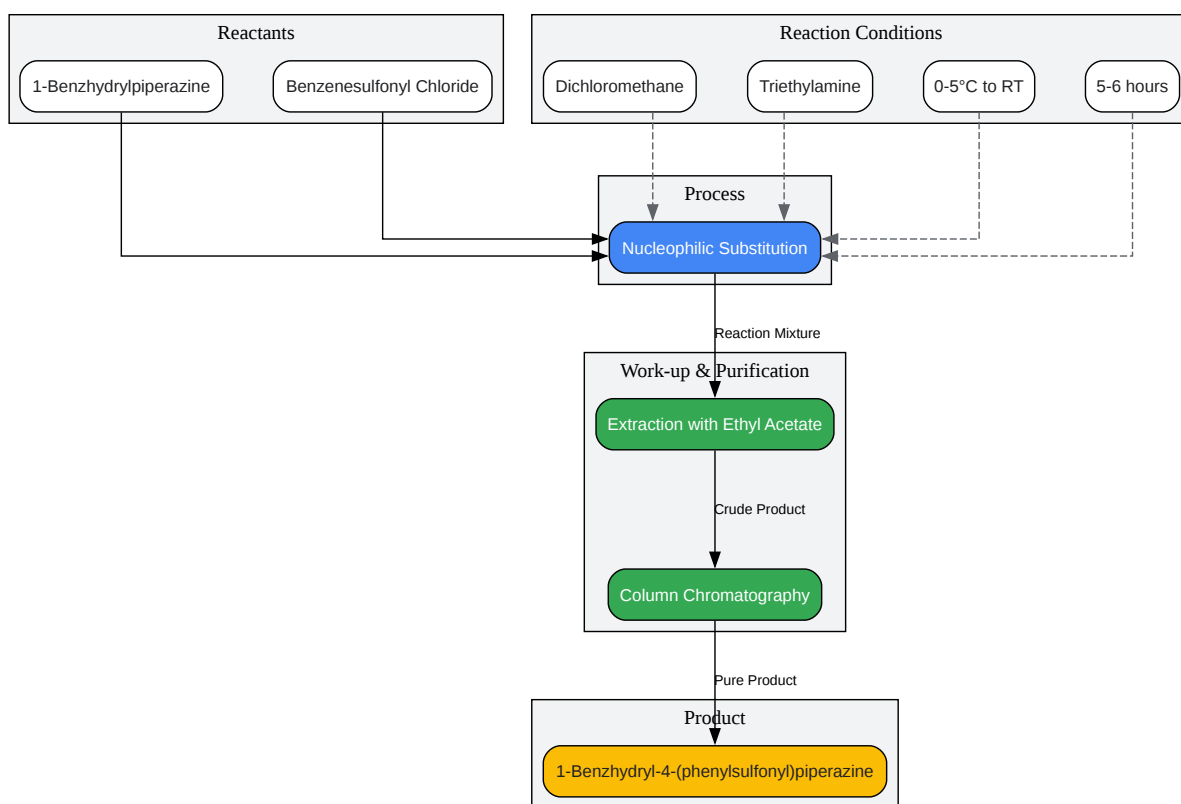 Reactants
Reaction Conditions
1-Benzhydrylpiperazine
Benzenesulfonyl Chloride
Dichloromethane
Triethylamine
0-5°C to RT
5-6 hours
Process
Nucleophilic Substitution
Reaction Mixture
Work-up & Purification
Extraction with Ethyl Acetate
Crude Product
Column Chromatography
Pure Product
Product
1-Benzhydryl-4-(phenylsulfonyl)piperazine